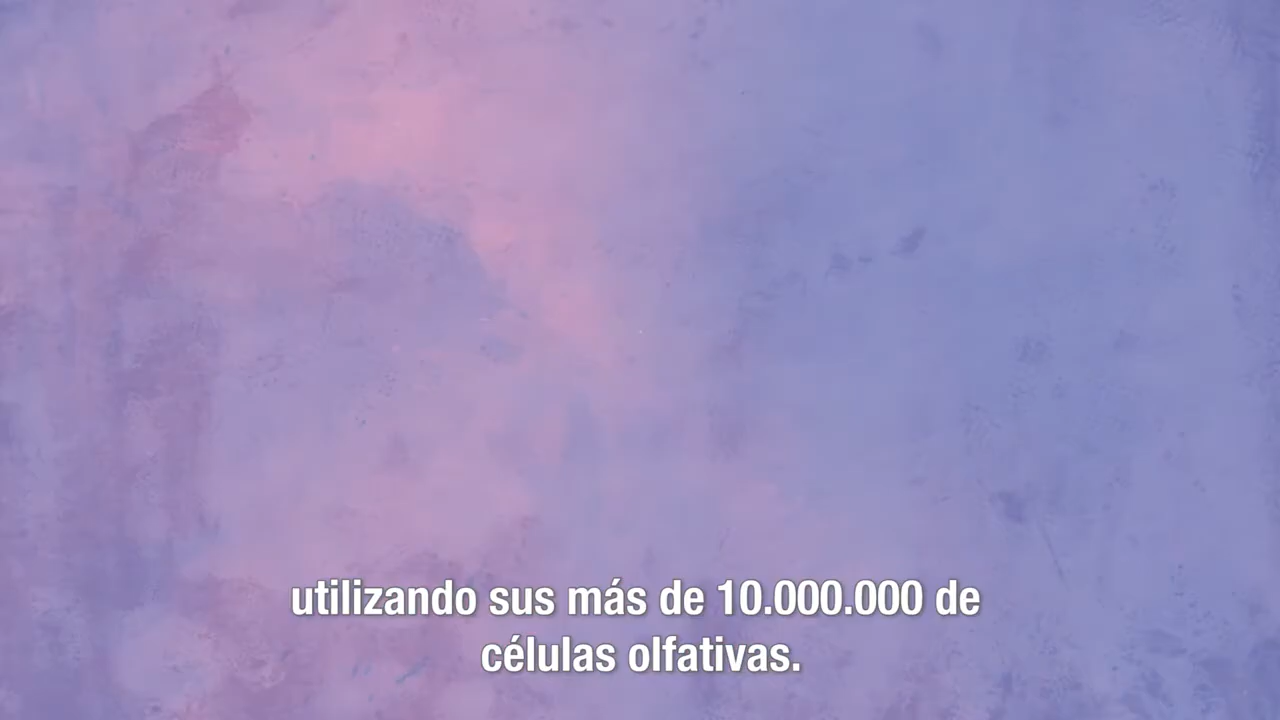 utilizando sus más de 10.000.000 de
células olfativas.